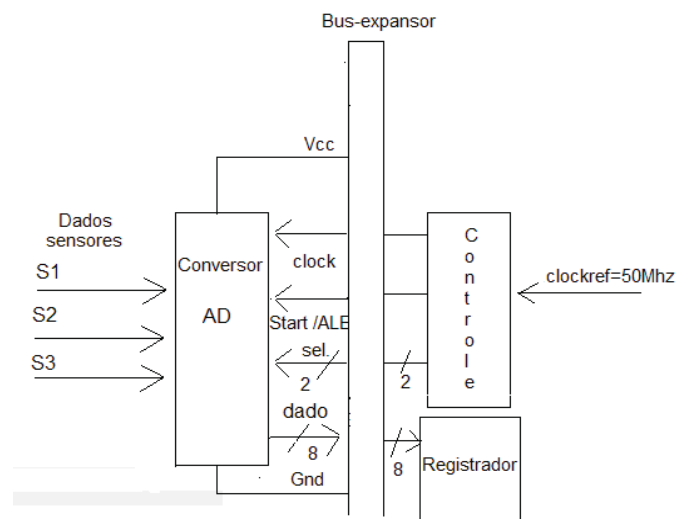 Bus-expansor
Vcc
Dados
sensores
S1
S2
S3
Conversor
AD
clock
Start /ALE
sel.
2
dado
8
Gnd
2
8
Controle
clockref=50Mhz
Registrador